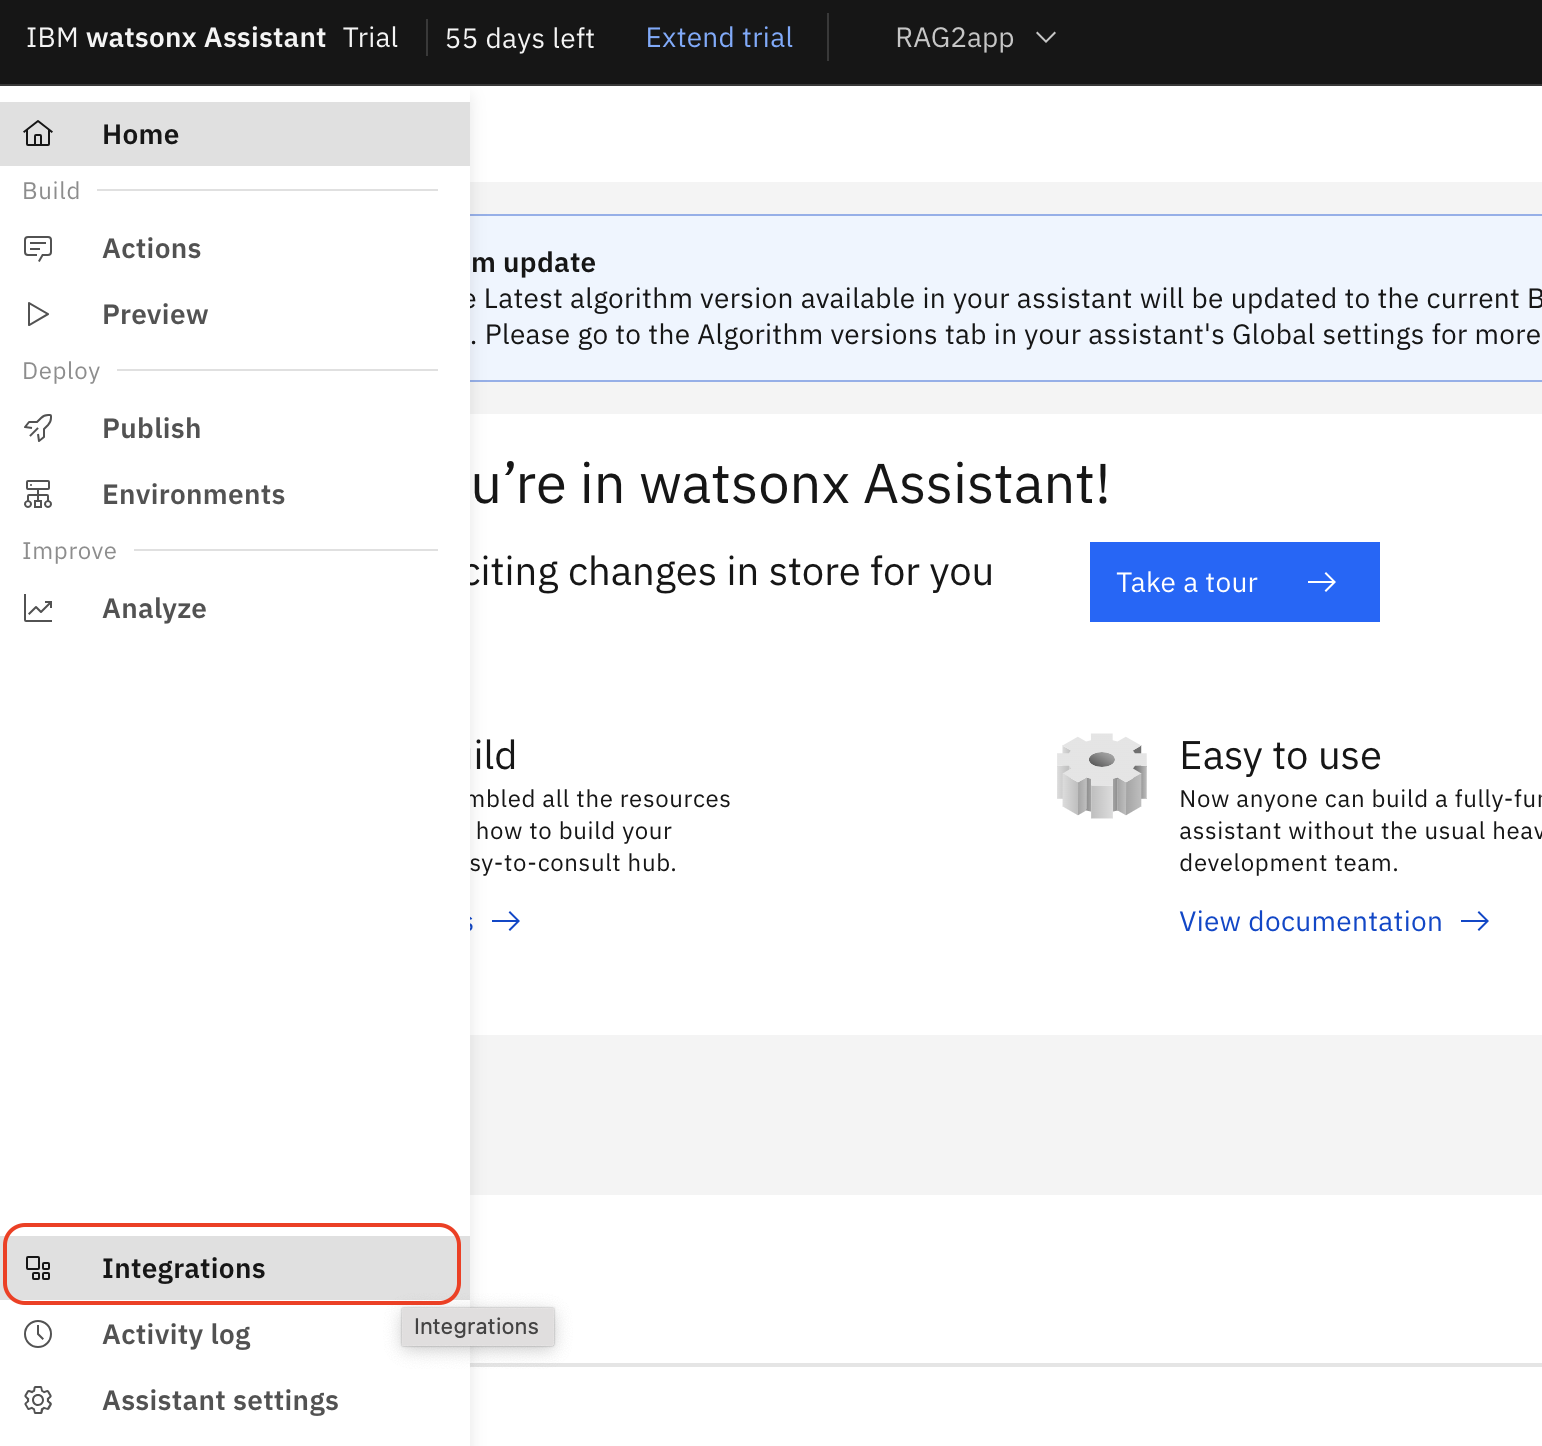 IBM watsonx Assistant Trial 55 days left Extend trial RAG2app
Home
Build
Actions
Preview
Deploy
Publish
Environments
Improve
Analyze
Integrations
Integrations
Activity log
Assistant settings
m update
Latest algorithm version available in your assistant will be updated to the current B
. Please go to the Algorithm versions tab in your assistant's Global settings for more
u’re in watsonx Assistant!
citing changes in store for you
Take a tour
ild
mbled all the resources
how to build your
sy-to-consult hub.
s
Easy to use
Now anyone can build a fully-fu
assistant without the usual heav
development team.
View documentation